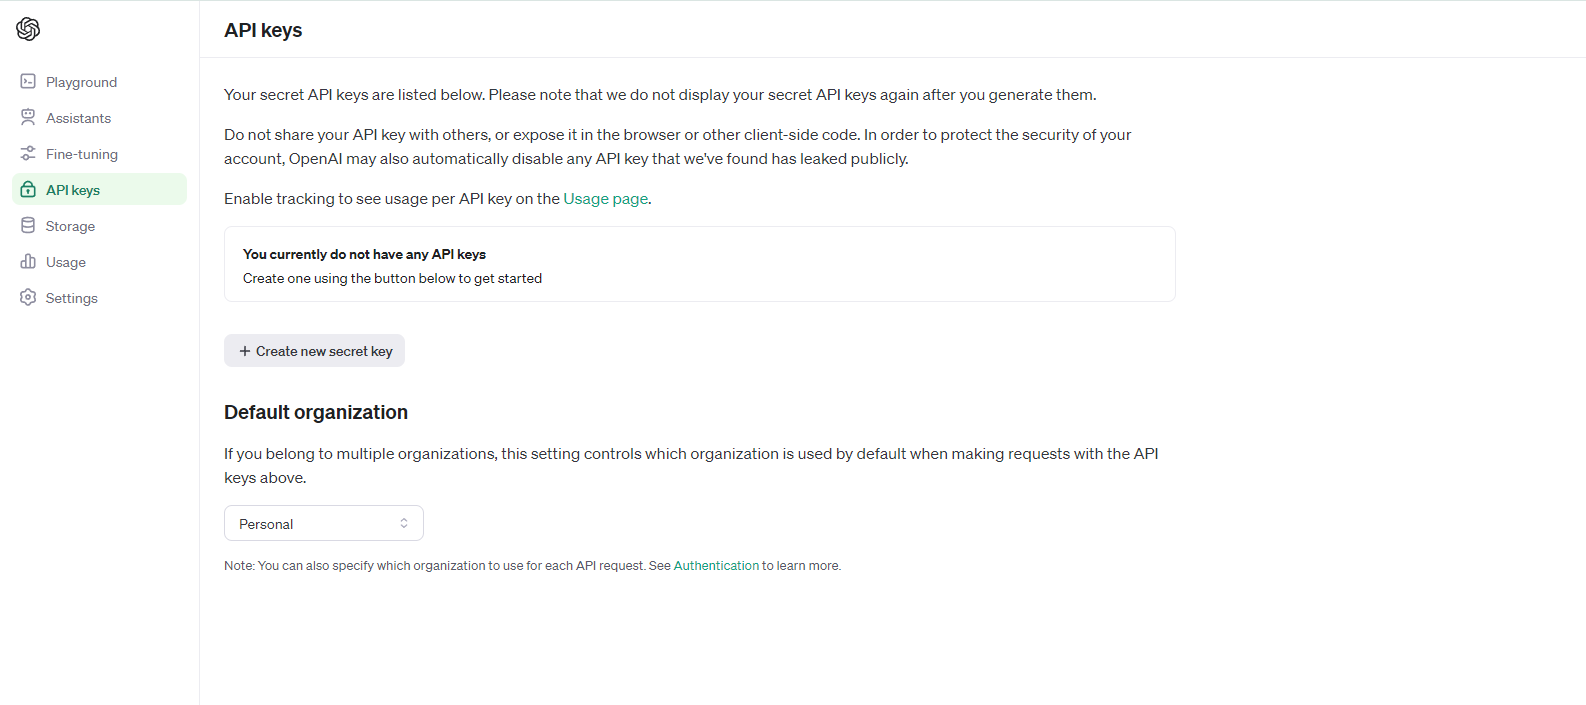 API keys
Playground
Assistants
Fine-tuning
API keys
Storage
Usage
Settings
Your secret API keys are listed below. Please note that we do not display your secret API keys again after you generate them.
Do not share your API key with others, or expose it in the browser or other client-side code. In order to protect the security of your
account, OpenAI may also automatically disable any API key that we've found has leaked publicly.
Enable tracking to see usage per API key on the Usage page.
You currently do not have any API keys
Create one using the button below to get started
+ Create new secret key
Default organization
If you belong to multiple organizations, this setting controls which organization is used by default when making requests with the API
keys above.
Personal
Note: You can also specify which organization to use for each API request. See Authentication to learn more.